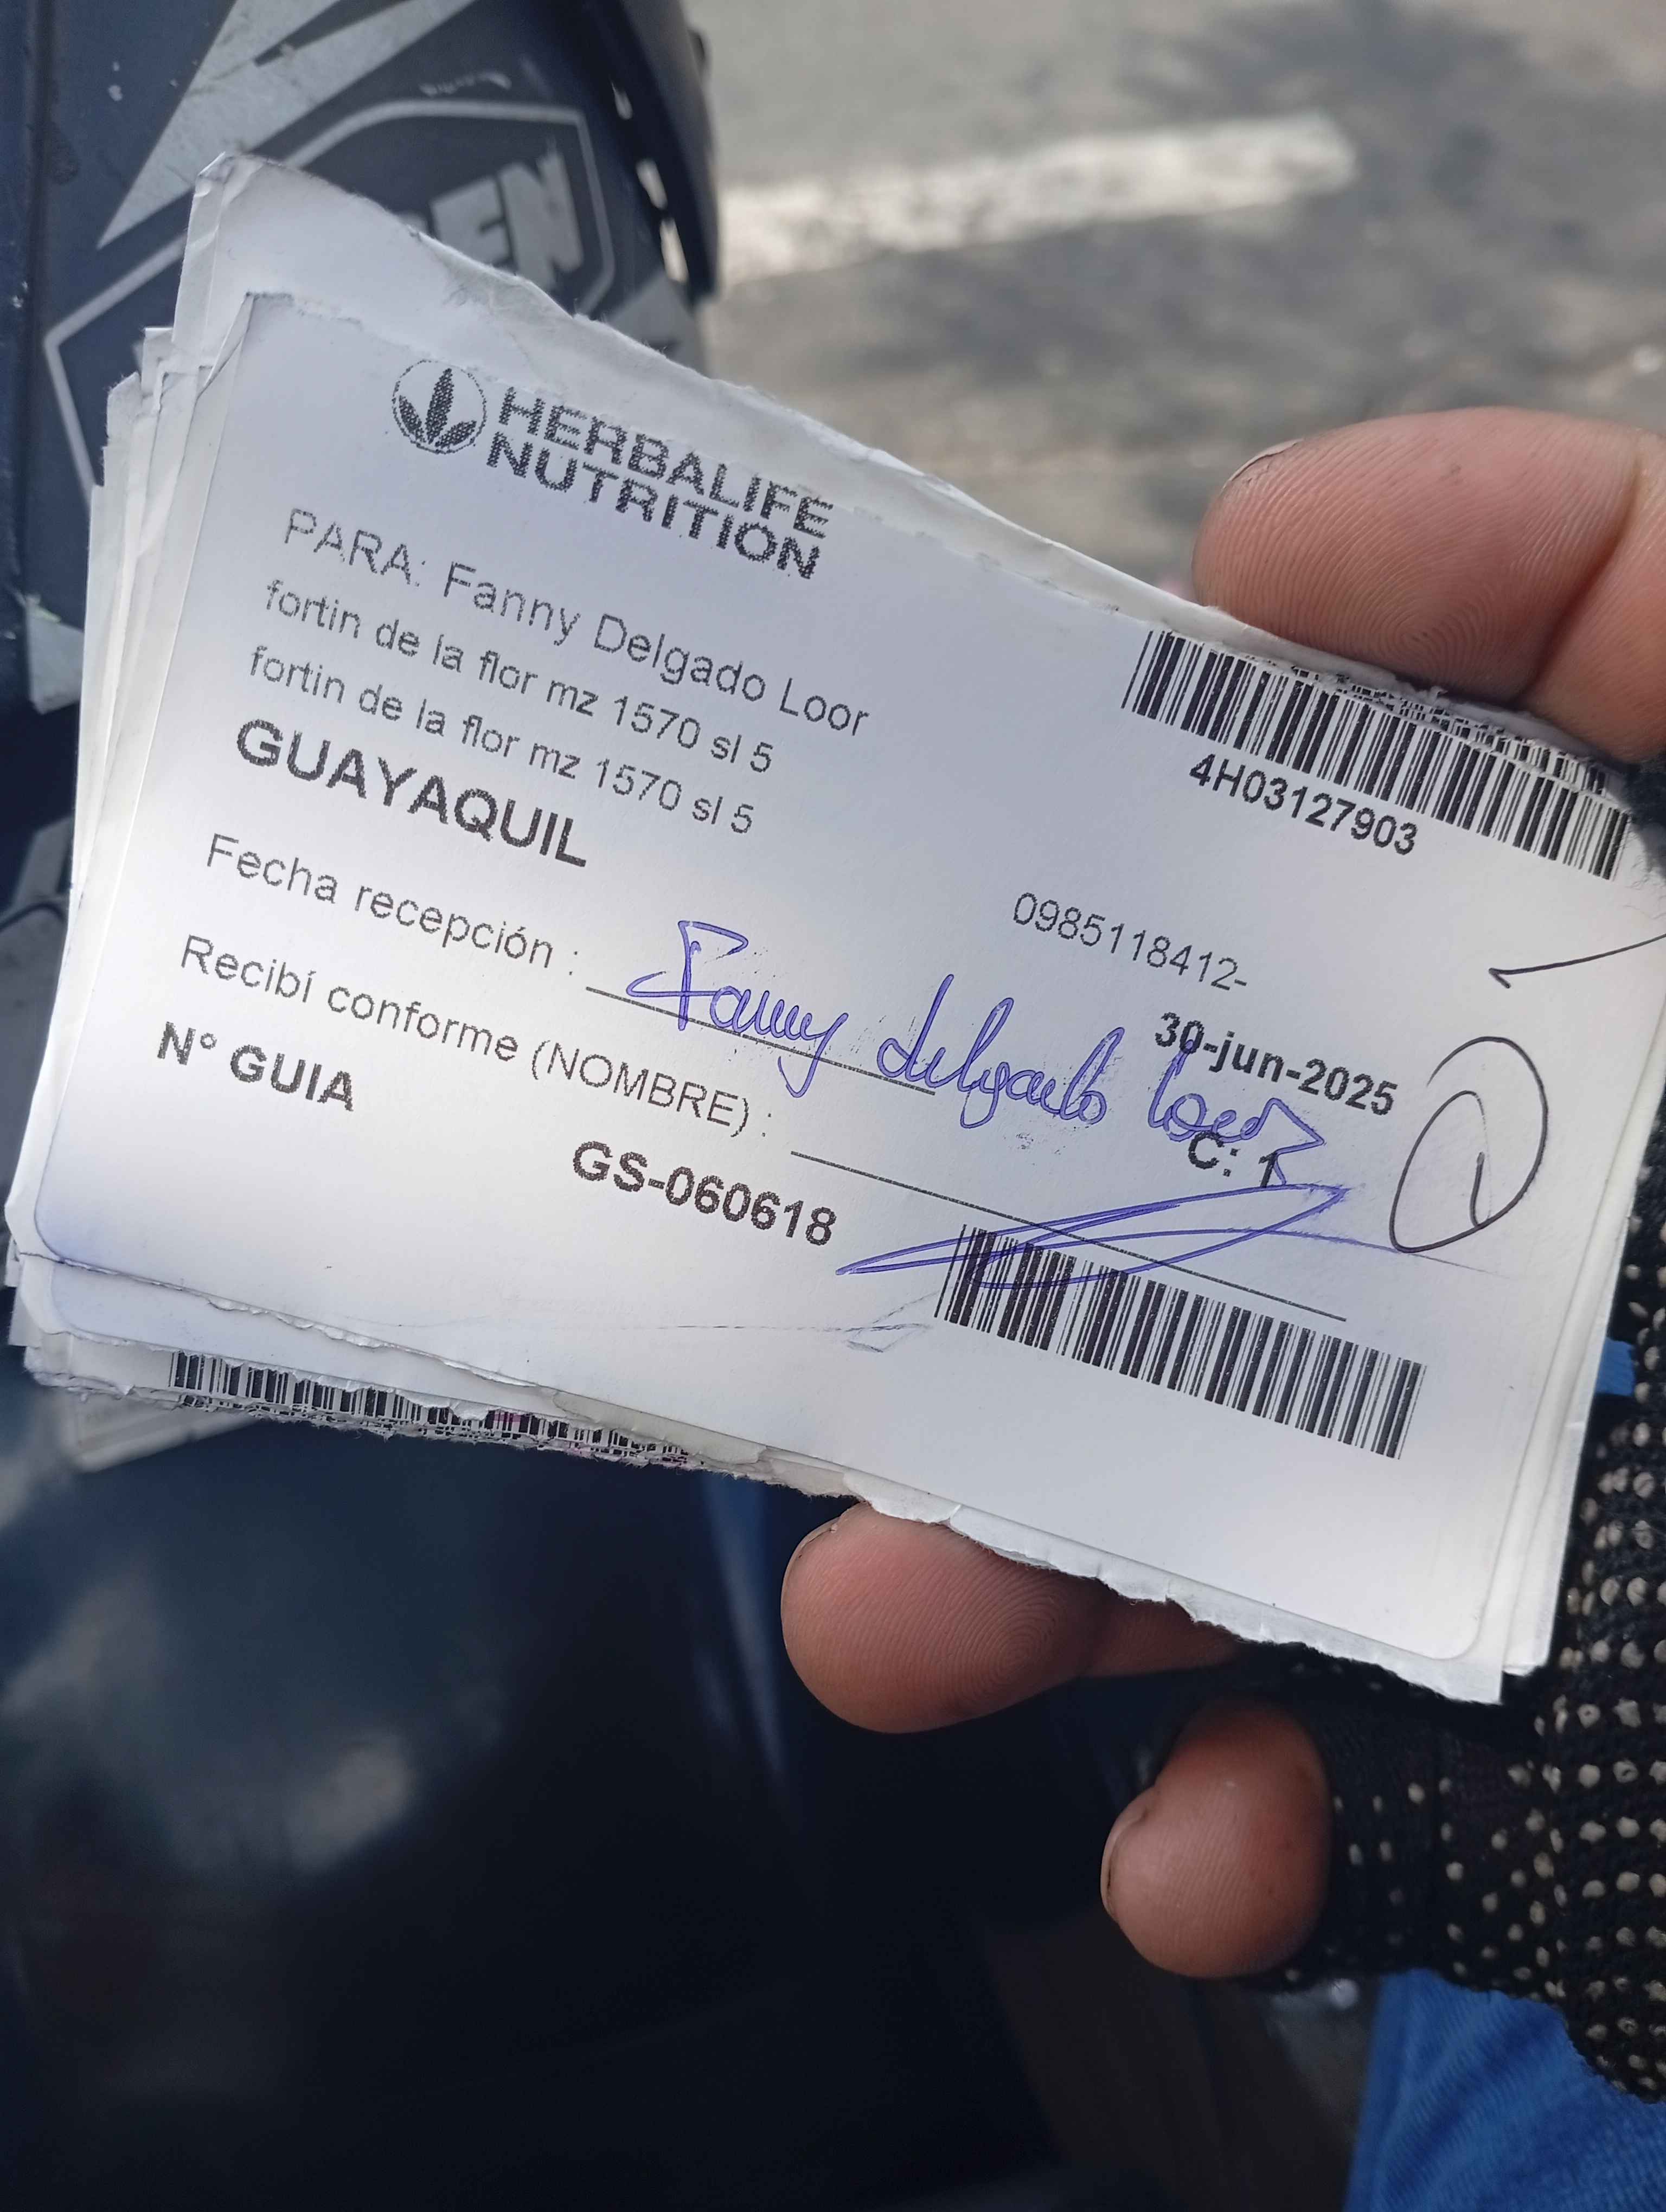 EN
HERBALIFE
NUTRITION
PARA: Fanny Delgado Loor
fortin de la flor mz 1570 sl 5
fortin de la flor mz 1570 sl 5
GUAYAQUIL
4H03127903
0985118412-
Fecha recepción :
30-jun-2025
Fanny delgado Loor
Recibí conforme (NOMBRE) :
C: 1
1
N° GUIA
GS-060618